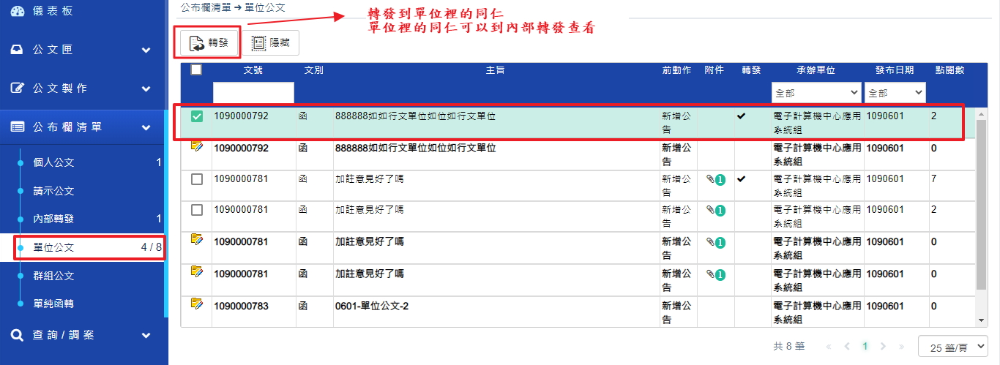 儀表板
公文匣
公文製作
公布欄清單
個人公文 1
請示公文
內部轉發 1
單位公文 4 / 8
群組公文
單純函轉
查詢/調案
公布欄清單 ➔ 單位公文
轉發到單位裡的同仁
單位裡的同仁可以到內部轉發查看
轉發 隱藏
文號 文別 主旨 前動作 附件 轉發 承辦單位 發布日期 點閱數
全部 全部
1090000792 函 888888如如行文單位如位如行文單位 新增公 ✔ 電子計算機中心應用 1090601 2
告 系統組
1090000792 函 888888如如行文單位如位如行文單位 新增公 電子計算機中心應用 1090601 0
告 系統組
1090000781 函 加註意見好了嗎 新增公 1 ✔ 電子計算機中心應用 1090601 7
告 系統組
1090000781 函 加註意見好了嗎 新增公 1 電子計算機中心應用 1090601 2
告 系統組
1090000781 函 加註意見好了嗎 新增公 1 電子計算機中心應用 1090601 0
告 系統組
1090000781 函 加註意見好了嗎 新增公 1 電子計算機中心應用 1090601 0
告 系統組
1090000783 函 0601-單位公文-2 新增公 電子計算機中心應用 1090601 0
告 系統組
共 8 筆 « < 1 > » 25 筆/頁